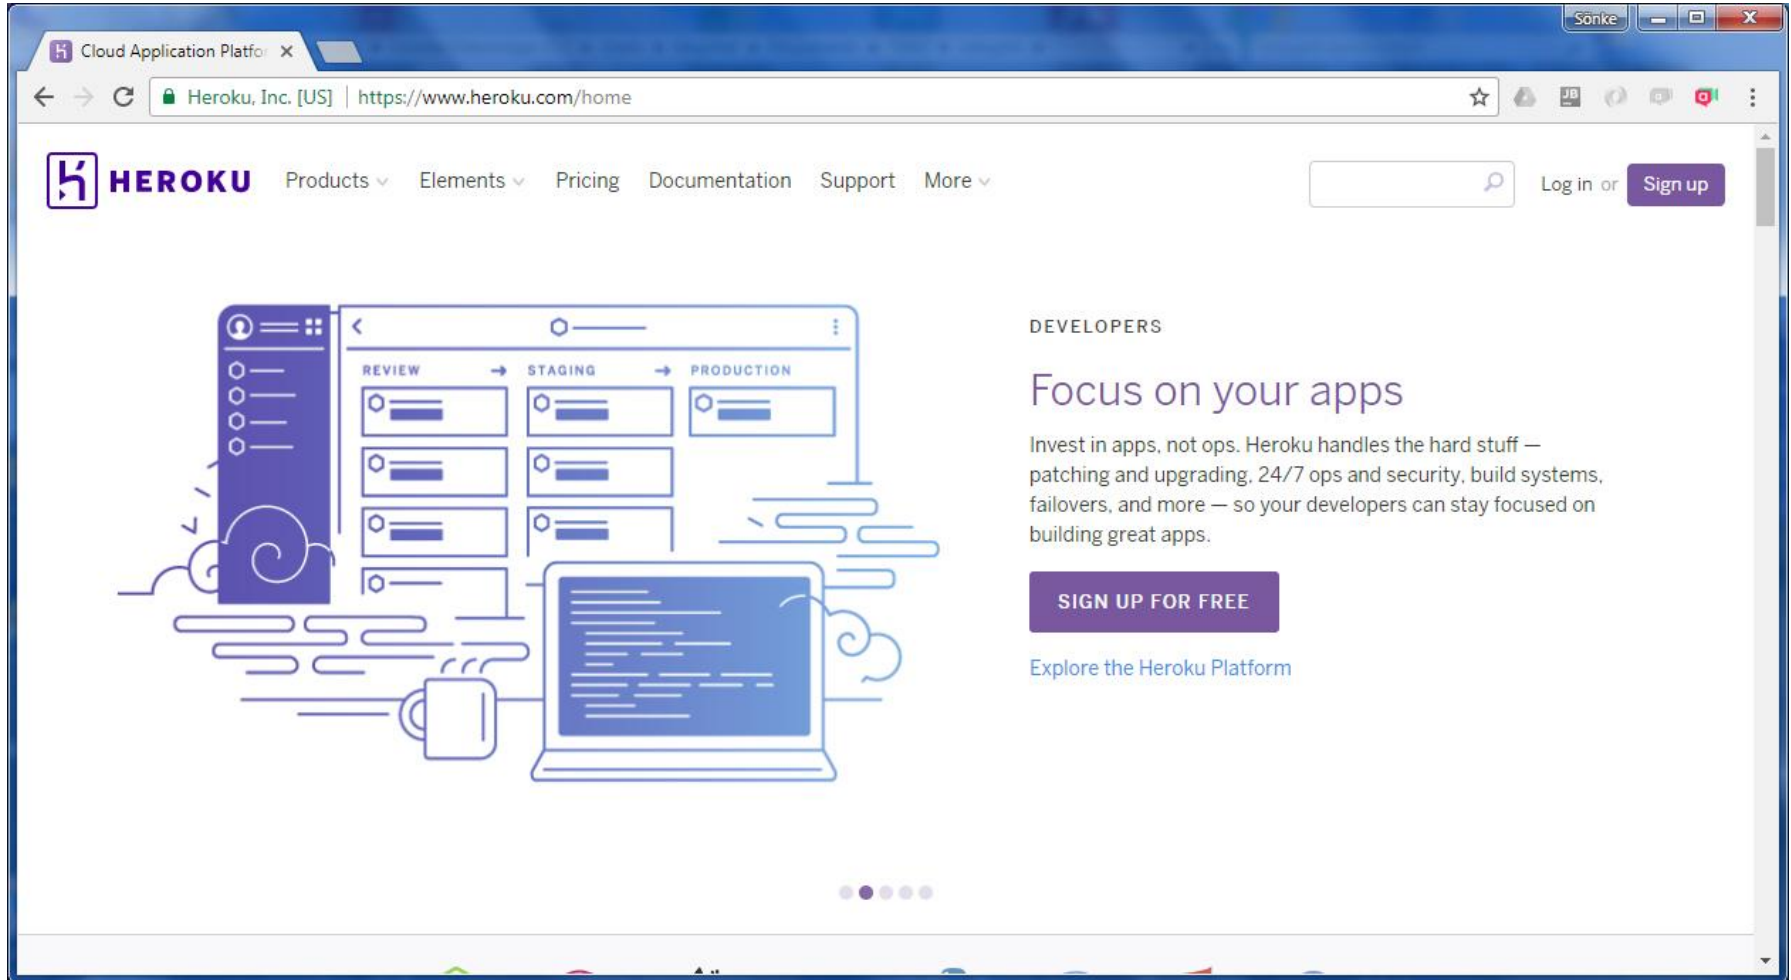 Sönke
Cloud Application Platfo
Heroku, Inc. [US] https://www.heroku.com/home
JB
HEROKU Products Elements Pricing Documentation Support More Log in or Sign up
REVIEW STAGING PRODUCTION
DEVELOPERS
Focus on your apps
Invest in apps, not ops. Heroku handles the hard stuff —
patching and upgrading, 24/7 ops and security, build systems,
failovers, and more — so your developers can stay focused on
building great apps.
SIGN UP FOR FREE
Explore the Heroku Platform